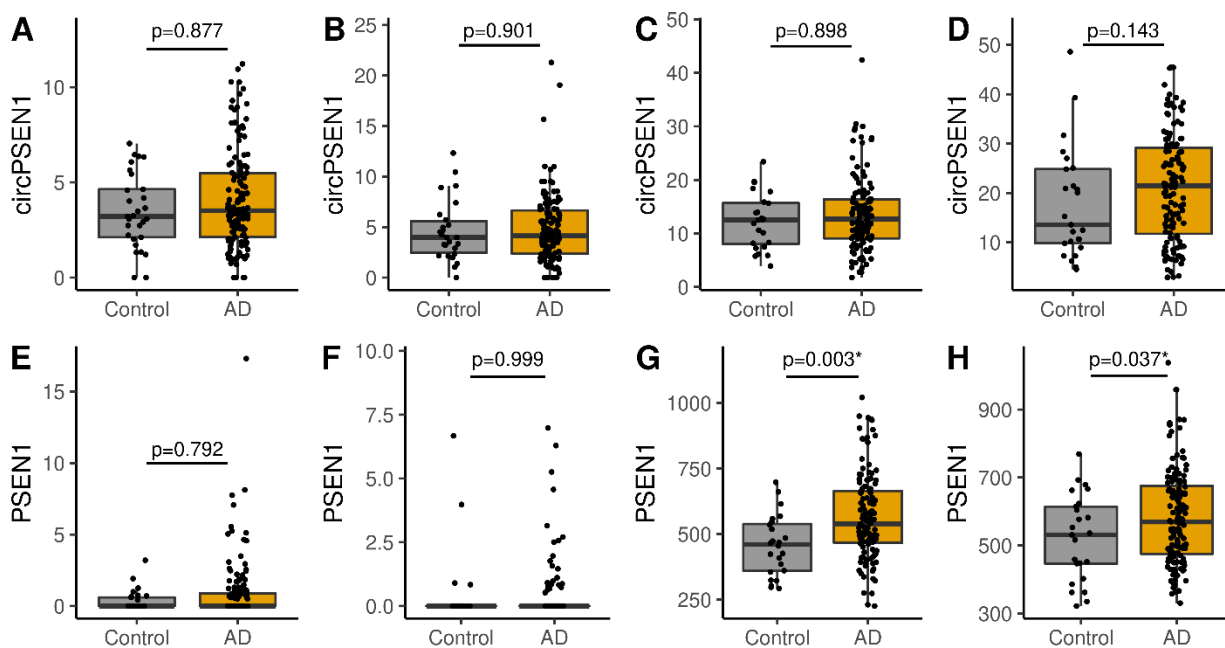 A
p=0.877
circPSEN1
10
5
0
Control
AD
B
p=0.901
circPSEN1
25
20
15
10
5
0
Control
AD
C
p=0.898
circPSEN1
50
40
30
20
10
0
Control
AD
D
p=0.143
circPSEN1
50
40
30
20
10
Control
AD
E
p=0.792
PSEN1
15
10
5
0
Control
AD
F
p=0.999
PSEN1
10.0
7.5
5.0
2.5
0.0
Control
AD
G
p=0.003*
PSEN1
1000
750
500
250
Control
AD
H
p=0.037*
PSEN1
900
700
500
300
Control
AD